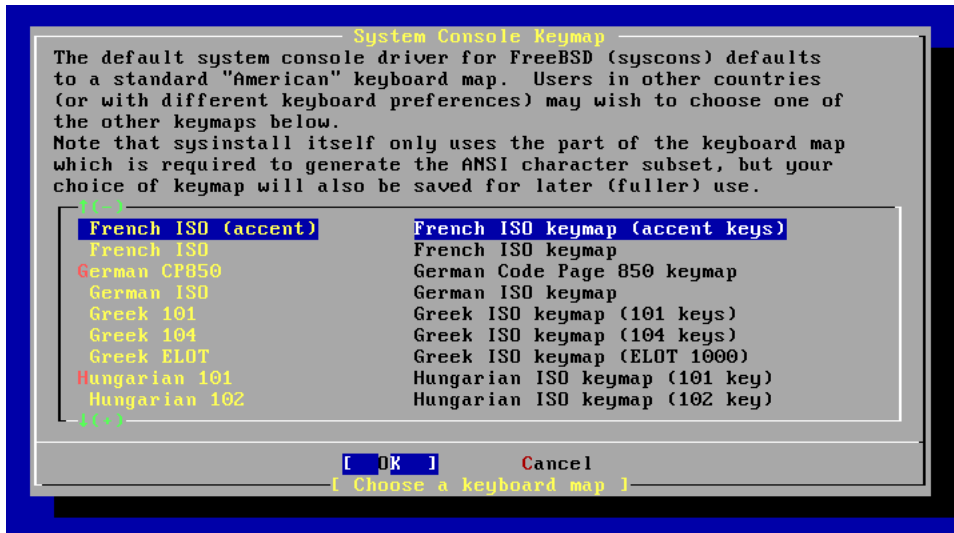 System Console Keymap
The default system console driver for FreeBSD (syscons) defaults
to a standard "American" keyboard map.  Users in other countries
(or with different keyboard preferences) may wish to choose one of
the other keymaps below.
Note that sysinstall itself only uses the part of the keyboard map
which is required to generate the ANSI character subset, but your
choice of keymap will also be saved for later (fuller) use.
↑(-)
French ISO (accent) French ISO keymap (accent keys)
French ISO French ISO keymap
German CP850 German Code Page 850 keymap
German ISO German ISO keymap
Greek 101 Greek ISO keymap (101 keys)
Greek 104 Greek ISO keymap (104 keys)
Greek ELOT Greek ISO keymap (ELOT 1000)
Hungarian 101 Hungarian ISO keymap (101 key)
Hungarian 102 Hungarian ISO keymap (102 key)
↓(+)
[ OK ] Cancel
[ Choose a keyboard map ]